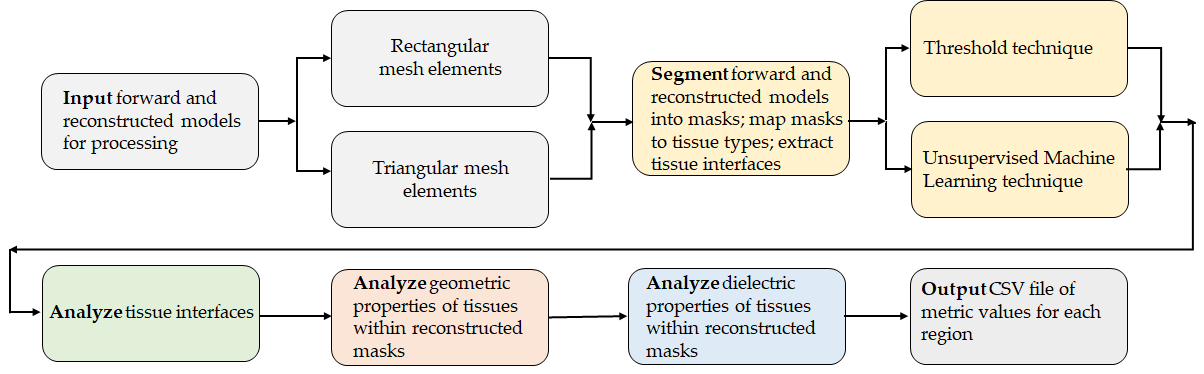 Rectangular
mesh elements
Input forward and
reconstructed models
for processing
Triangular mesh
elements
Segment forward and
reconstructed models
into masks; map masks
to tissue types; extract
tissue interfaces
Threshold technique
Unsupervised Machine
Learning technique
Analyze tissue interfaces
Analyze geometric
properties of tissues
within reconstructed
masks
Analyze dielectric
properties of tissues
within reconstructed
masks
Output CSV file of
metric values for each
region